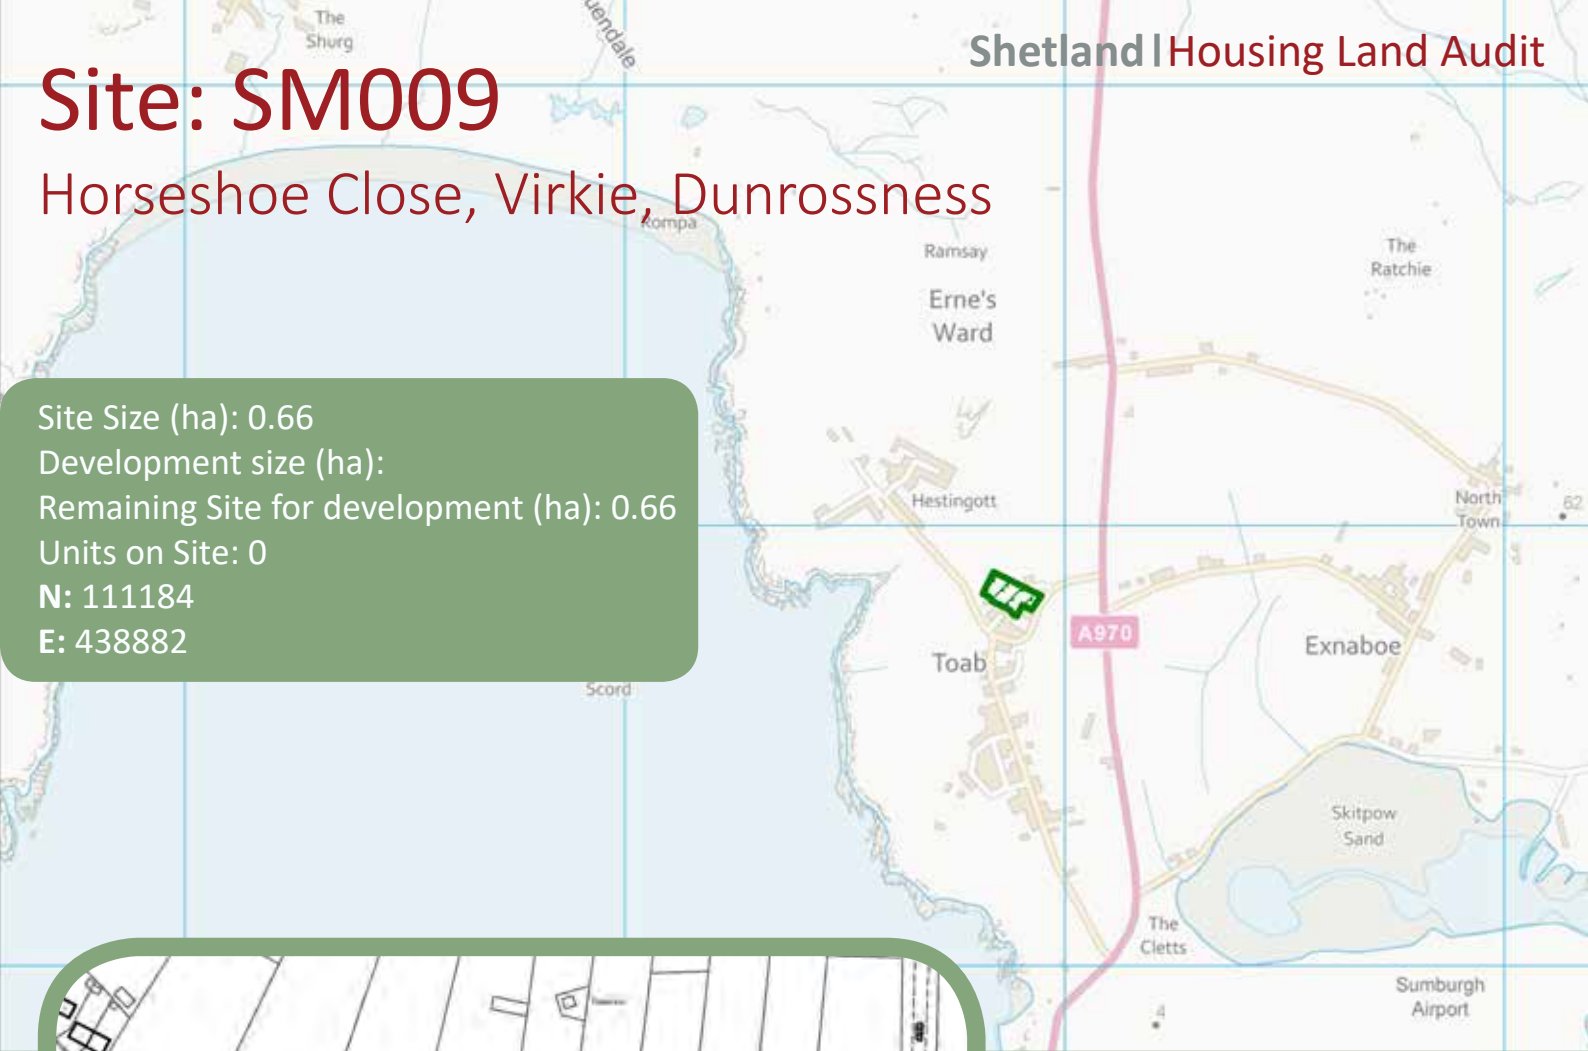 The
Shurg
Shetland|Housing Land Audit
Site: SM009
Horseshoe Close, Virkie, Dunrossness
Rompa
Ramsay
Erne's
Ward
The
Ratchie
Site Size (ha): 0.66
Development size (ha):
Remaining Site for development (ha): 0.66
Units on Site: 0
N: 111184
E: 438882
Hestingott
North
Town
62
A970
Toab
Exnaboe
Scord
Skitpow
Sand
The
Cletts
Sumburgh
Airport
4